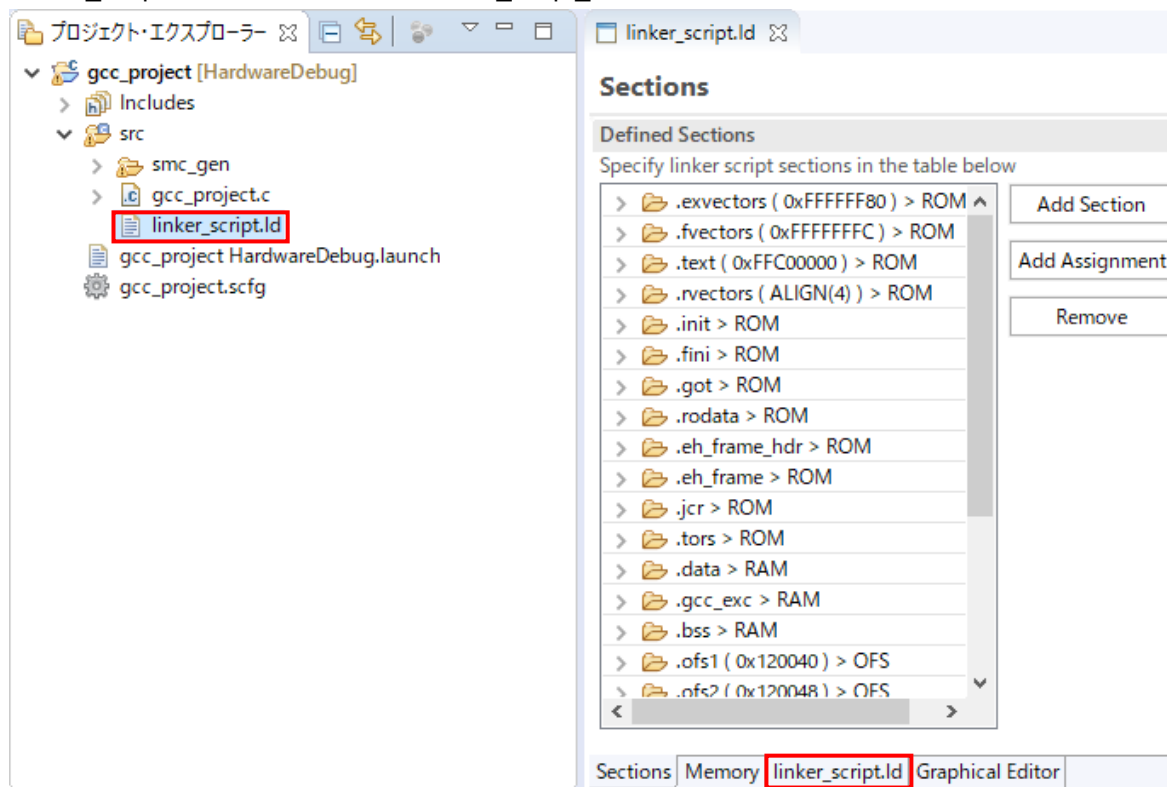 プロジェクト・エクスプローラー
gcc_project [HardwareDebug]
Includes
src
smc_gen
gcc_project.c
linker_script.ld
gcc_project HardwareDebug.launch
gcc_project.scfg
linker_script.ld
Sections
Defined Sections
Specify linker script sections in the table below
.exvectors ( 0xFFFFFF80 ) > ROM
.fvectors ( 0xFFFFFFFC ) > ROM
.text ( 0xFFC00000 ) > ROM
.rvectors ( ALIGN(4) ) > ROM
.init > ROM
.fini > ROM
.got > ROM
.rodata > ROM
.eh_frame_hdr > ROM
.eh_frame > ROM
.jcr > ROM
.tors > ROM
.data > RAM
.gcc_exc > RAM
.bss > RAM
.ofs1 ( 0x120040 ) > OFS
.ofs2 ( 0x120048 ) > OFS
Add Section
Add Assignment
Remove
Sections Memory linker_script.ld Graphical Editor